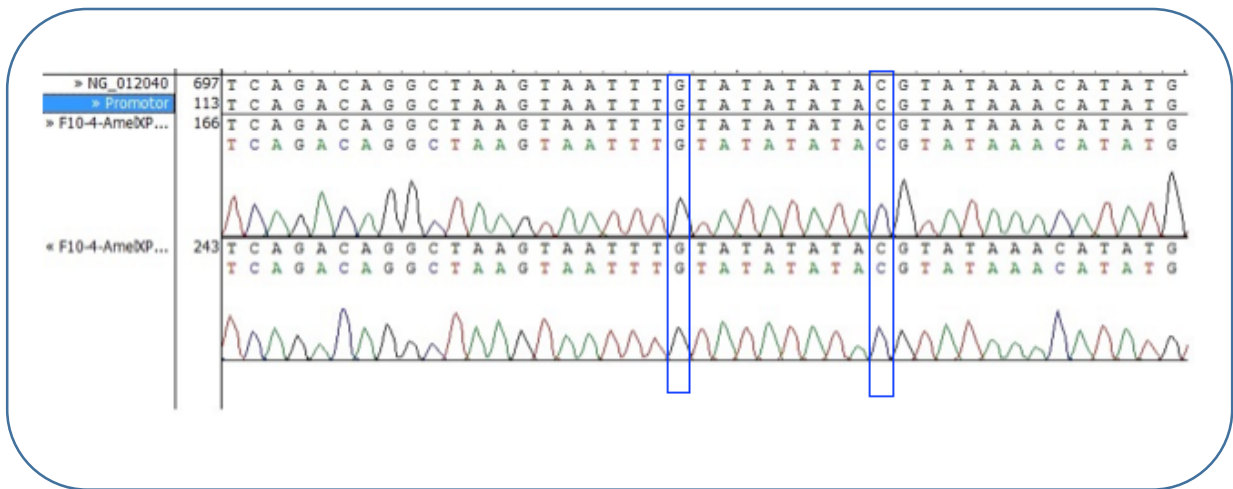 » NG_012040 697 T C A G A C A G G C T A A G T A A T T T G T A T A T A T A C G T A T A A A C A T A T G
» Promotor 113 T C A G A C A G G C T A A G T A A T T T G T A T A T A T A C G T A T A A A C A T A T G
» F10-4-AmelXP... 166 T C A G A C A G G C T A A G T A A T T T G T A T A T A T A C G T A T A A A C A T A T G
T C A G A C A G G C T A A G T A A T T T G T A T A T A T A C G T A T A A A C A T A T G
« F10-4-AmelXP... 243 T C A G A C A G G C T A A G T A A T T T G T A T A T A T A C G T A T A A A C A T A T G
T C A G A C A G G C T A A G T A A T T T G T A T A T A T A C G T A T A A A C A T A T G